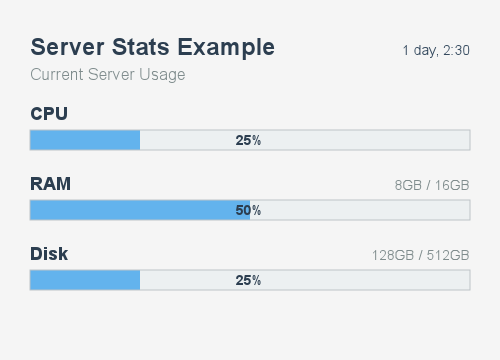 Server Stats Example
1 day, 2:30
Current Server Usage
CPU
25%
RAM
8GB / 16GB
50%
Disk
128GB / 512GB
25%